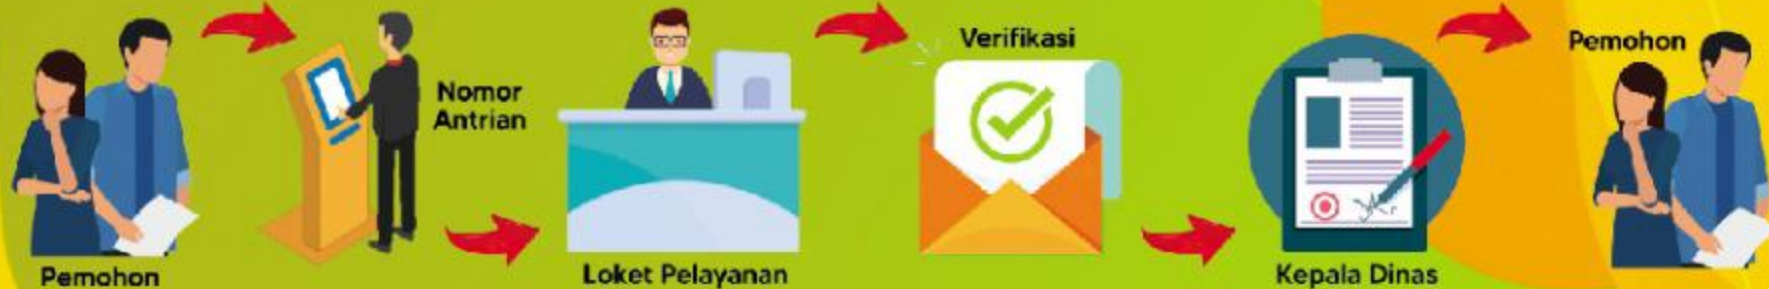 Pemohon
Nomor
Antrian
Loket Pelayanan
Verifikasi
Kepala Dinas
Pemohon